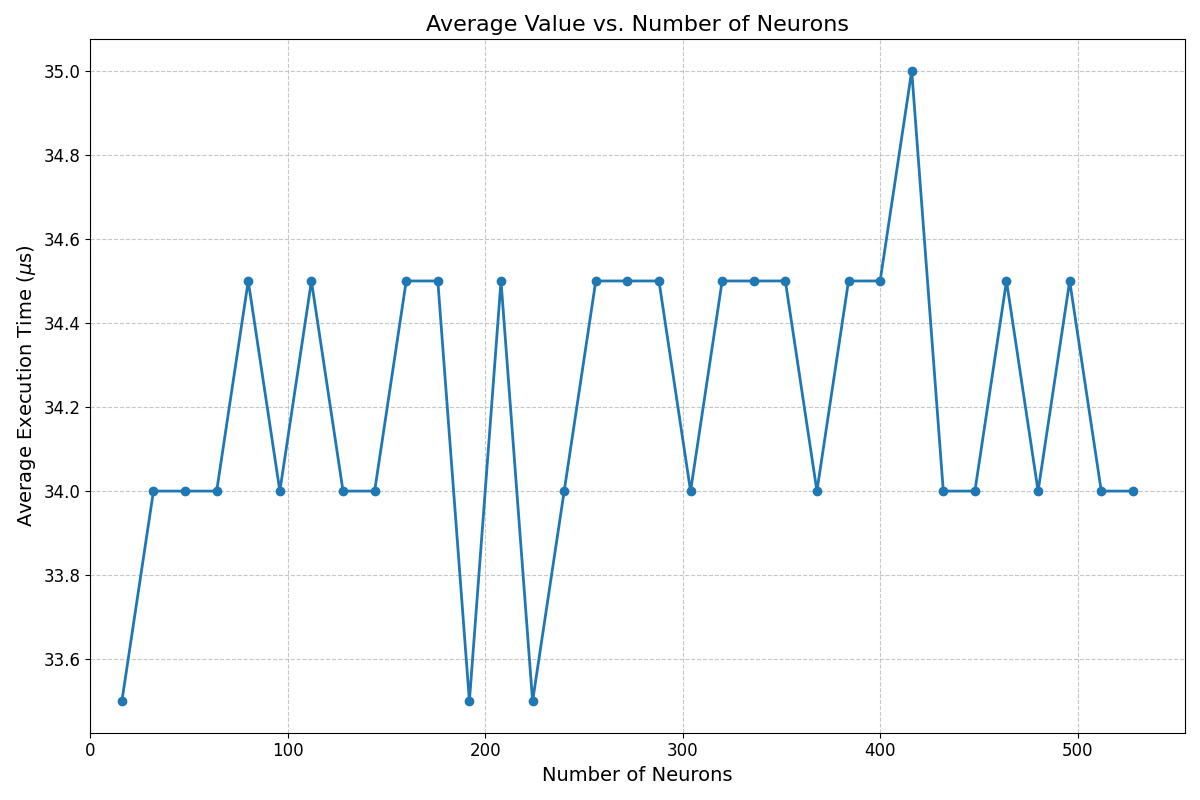 Average Value vs. Number of Neurons
Average Execution Time (μs)
35.0
34.8
34.6
34.4
34.2
34.0
33.8
33.6
0 100 200 300 400 500
Number of Neurons